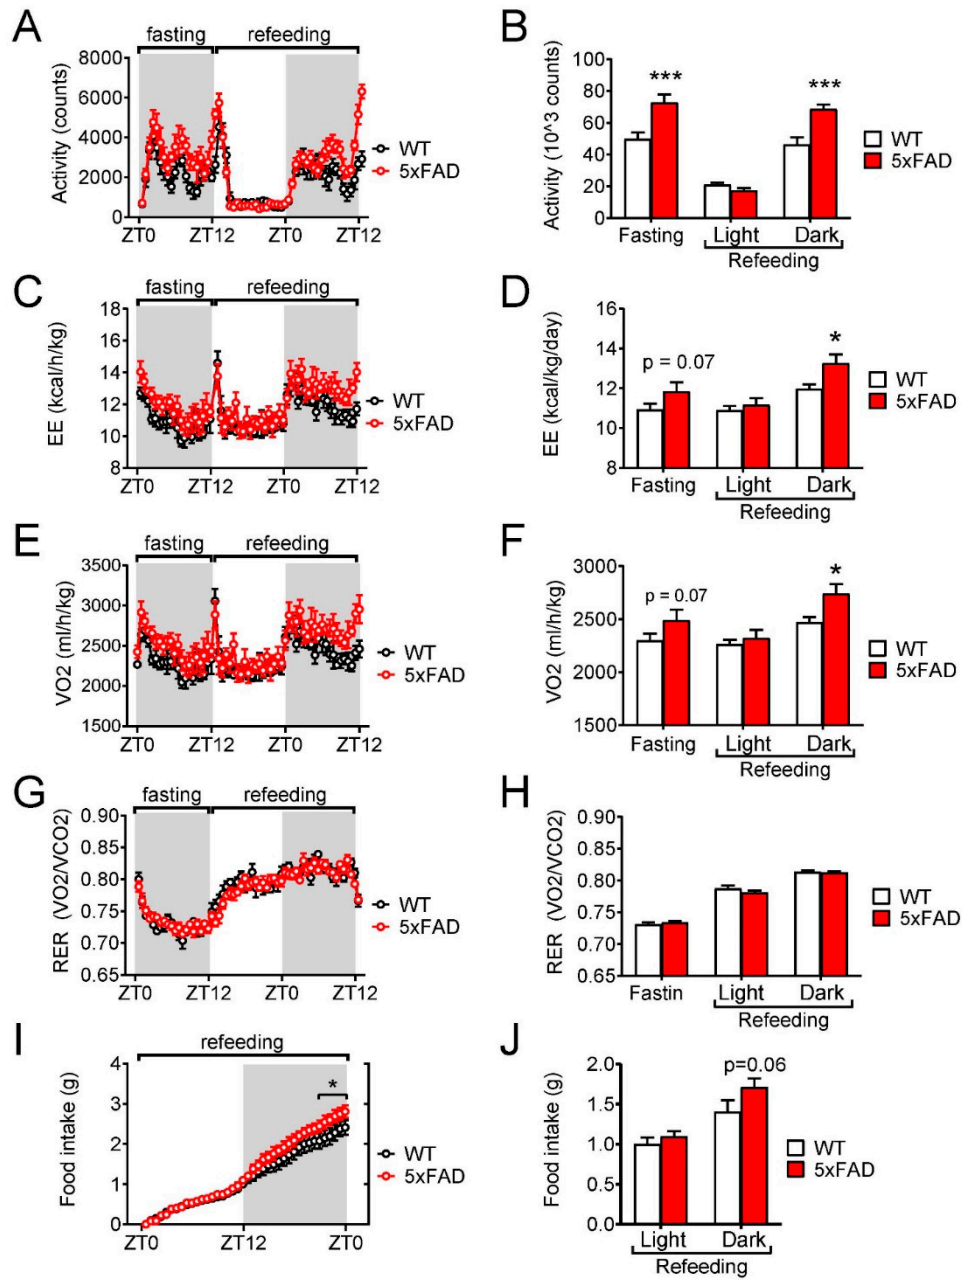 A
fasting
refeeding
Activity (counts)
8000
6000
4000
2000
0
ZT0
ZT12
ZT0
ZT12
WT
5xFAD
B
Activity (10^3 counts)
100
80
60
40
20
0
***
***
Fasting
Light
Dark
Refeeding
WT
5xFAD
C
fasting
refeeding
EE (kcal/h/kg)
18
16
14
12
10
8
ZT0
ZT12
ZT0
ZT12
WT
5xFAD
D
EE (kcal/kg/day)
16
14
12
10
8
p = 0.07
*
Fasting
Light
Dark
Refeeding
WT
5xFAD
E
fasting
refeeding
VO2 (ml/h/kg)
3500
3000
2500
2000
1500
ZT0
ZT12
ZT0
ZT12
WT
5xFAD
F
VO2 (ml/h/kg)
3000
2500
2000
1500
p = 0.07
*
Fasting
Light
Dark
Refeeding
WT
5xFAD
G
fasting
refeeding
RER (VO2/VCO2)
0.90
0.85
0.80
0.75
0.70
0.65
ZT0
ZT12
ZT0
ZT12
WT
5xFAD
H
RER (VO2/VCO2)
0.90
0.85
0.80
0.75
0.70
0.65
Fastin
Light
Dark
Refeeding
WT
5xFAD
I
refeeding
Food intake (g)
4
3
2
1
0
*
ZT0
ZT12
ZT0
WT
5xFAD
J
Food intake (g)
2.0
1.5
1.0
0.5
0.0
p=0.06
Light
Dark
Refeeding
WT
5xFAD